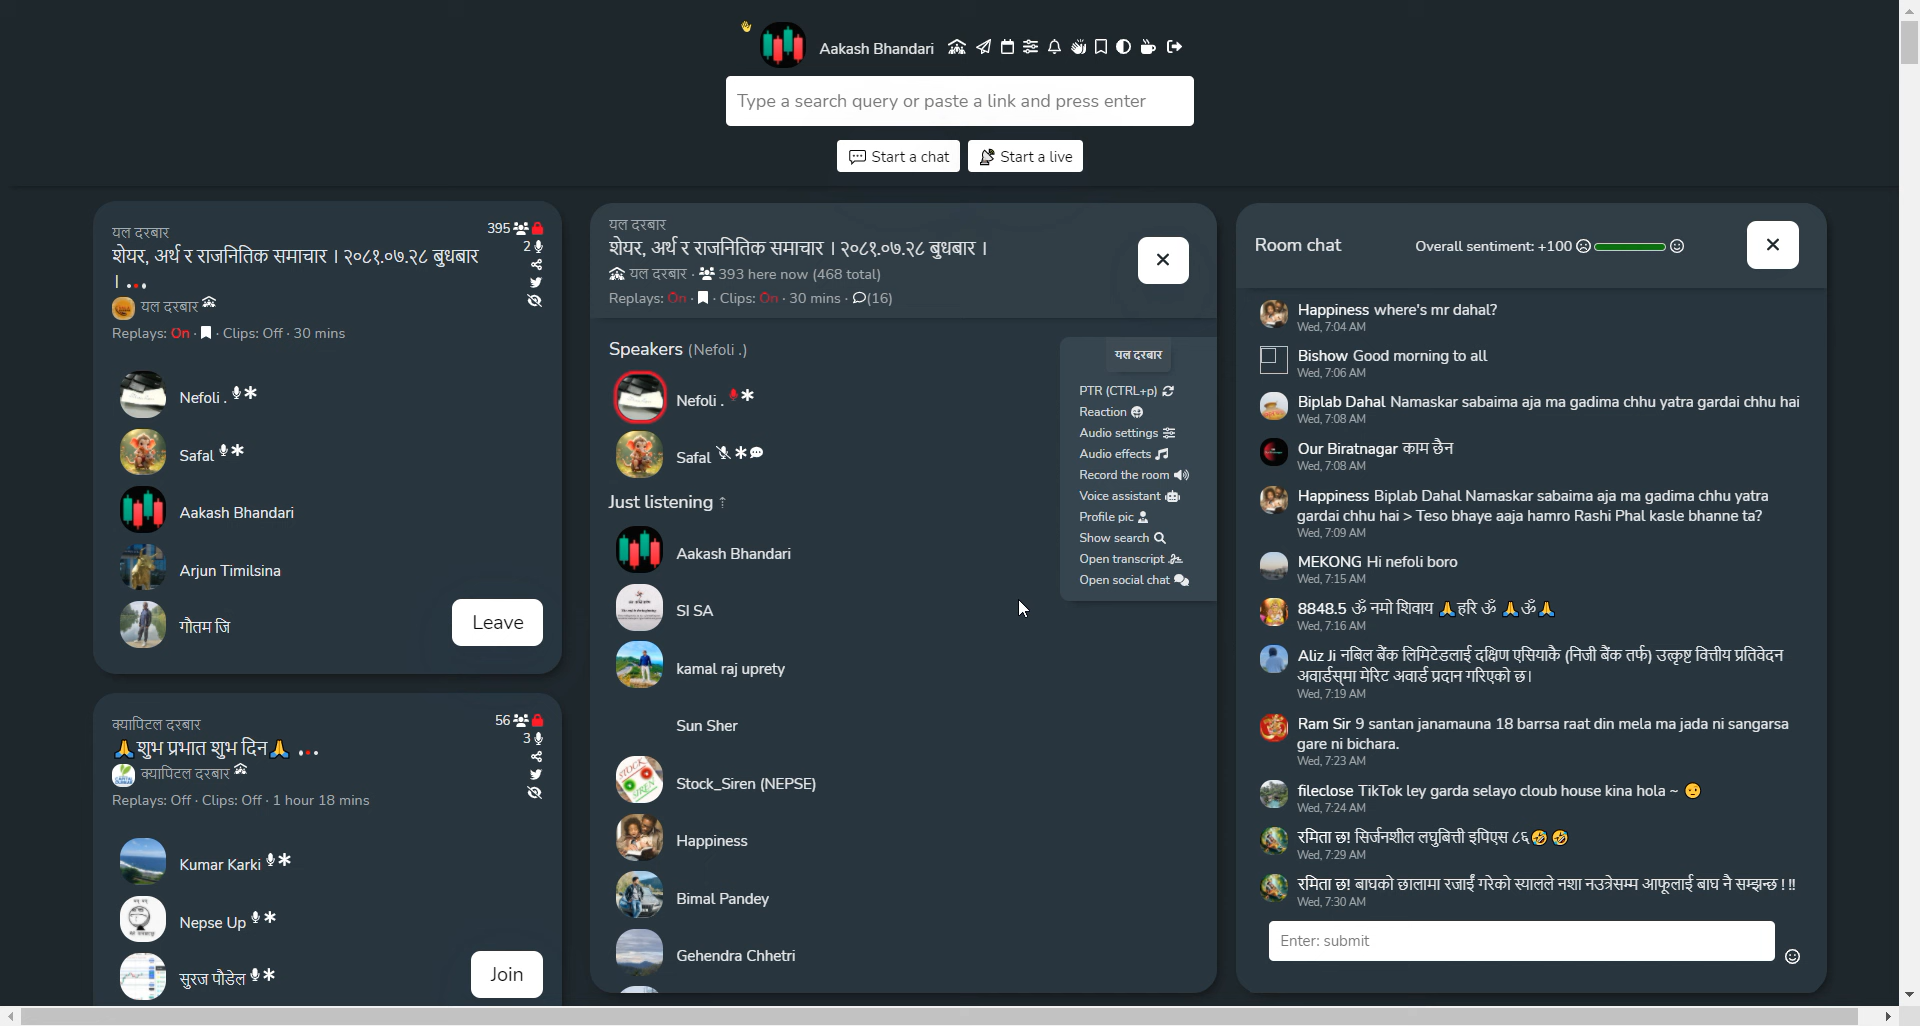 Aakash Bhandari
Type a search query or paste a link and press enter
Start a chat
Start a live
यल दरबार
395
शेयर, अर्थ र राजनितिक समाचार । २०८१.०७.२८ बुधबार
।
2
यल दरबार
Replays: On · Clips: Off · 30 mins
Nefoli .
Safal
Aakash Bhandari
Arjun Timilsina
गौतम जि
Leave
क्यापिटल दरबार
56
🙏शुभ प्रभात शुभ दिन🙏
3
क्यापिटल दरबार
Replays: Off · Clips: Off · 1 hour 18 mins
Kumar Karki
Nepse Up
सुरज पौडेल
Join
यल दरबार
शेयर, अर्थ र राजनितिक समाचार । २०८१.०७.२८ बुधबार ।
यल दरबार · 393 here now (468 total)
Replays: On · Clips: On · 30 mins · (16)
Speakers (Nefoli .)
Nefoli .
Safal
Just listening ↑
Aakash Bhandari
SI SA
kamal raj uprety
Sun Sher
STOCK SIREN
Stock_Siren (NEPSE)
Happiness
Bimal Pandey
Gehendra Chhetri
यल दरबार
PTR (CTRL+p)
Reaction
Audio settings
Audio effects
Record the room
Voice assistant
Profile pic
Show search
Open transcript
Open social chat
Room chat
Overall sentiment: +100
Happiness where's mr dahal?
Wed, 7:04 AM
Bishow Good morning to all
Wed, 7:06 AM
Biplab Dahal Namaskar sabaima aja ma gadima chhu yatra gardai chhu hai
Wed, 7:08 AM
Our Biratnagar काम छैन
Wed, 7:08 AM
Happiness Biplab Dahal Namaskar sabaima aja ma gadima chhu yatra
gardai chhu hai > Teso bhaye aaja hamro Rashi Phal kasle bhanne ta?
Wed, 7:09 AM
MEKONG Hi nefoli boro
Wed, 7:15 AM
8848.5 ॐ नमो शिवाय 🙏हरि ॐ 🙏ॐ🙏
Wed, 7:16 AM
Aliz Ji नबिल बैंक लिमिटेडलाई दक्षिण एसियाकै (निजी बैंक तर्फ) उत्कृष्ट वित्तीय प्रतिवेदन
अवार्डस्मा मेरिट अवार्ड प्रदान गरिएको छ।
Wed, 7:19 AM
Ram Sir 9 santan janamauna 18 barrsa raat din mela ma jada ni sangarsa
gare ni bichara.
Wed, 7:23 AM
fileclose TikTok ley garda selayo cloub house kina hola ~
Wed, 7:24 AM
रमिता छ! सिर्जनशील लघुबित्ती इपिएस ८६🤣🤣
Wed, 7:29 AM
रमिता छ! बाघको छालामा रजाईं गरेको स्यालले नशा नउत्रेसम्म आफूलाई बाघ नै सम्झन्छ ! !!
Wed, 7:30 AM
Enter: submit